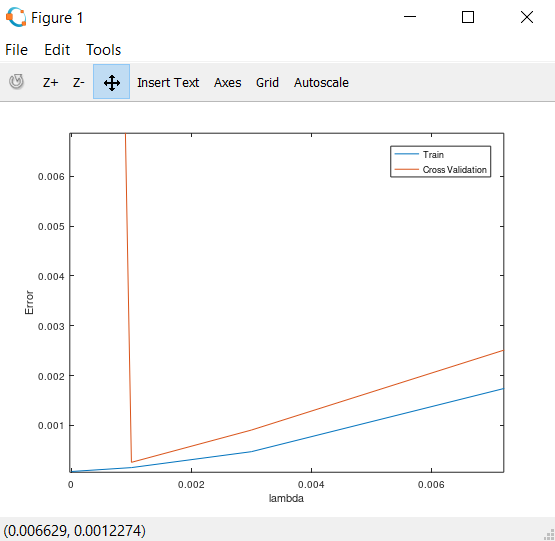 Figure 1
File Edit Tools
Z+ Z- Insert Text Axes Grid Autoscale
Train
Cross Validation
0.006
0.005
0.004
0.003
0.002
0.001
Error
0 0.002 0.004 0.006
lambda
(0.006629, 0.0012274)